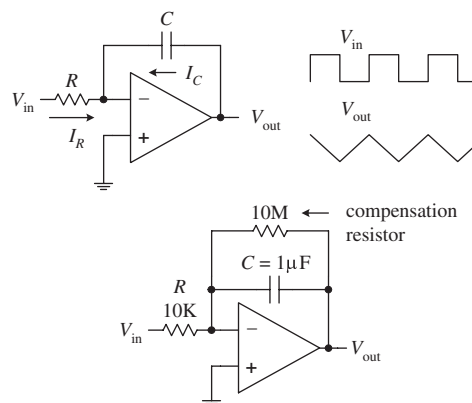 C
R
V_in
I_R
I_C
−
+
V_out
V_in
V_out
10M
compensation
resistor
C = 1μF
R
10K
V_in
−
+
V_out